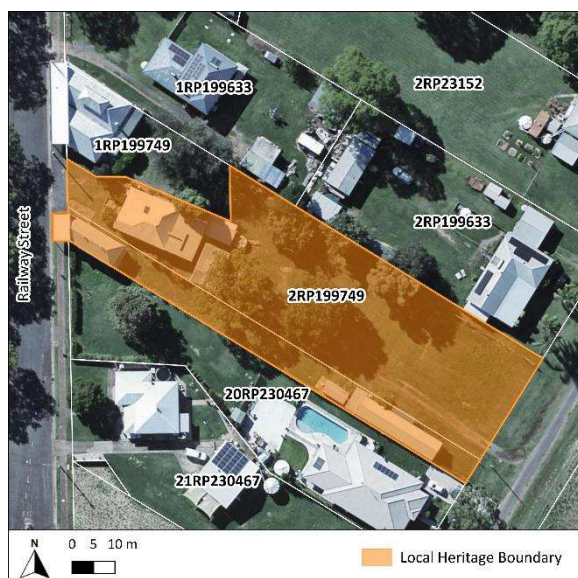 1RP199633
2RP23152
1RP199749
2RP199633
Railway Street
2RP199749
20RP230467
21RP230467
N
0 5 10 m
Local Heritage Boundary